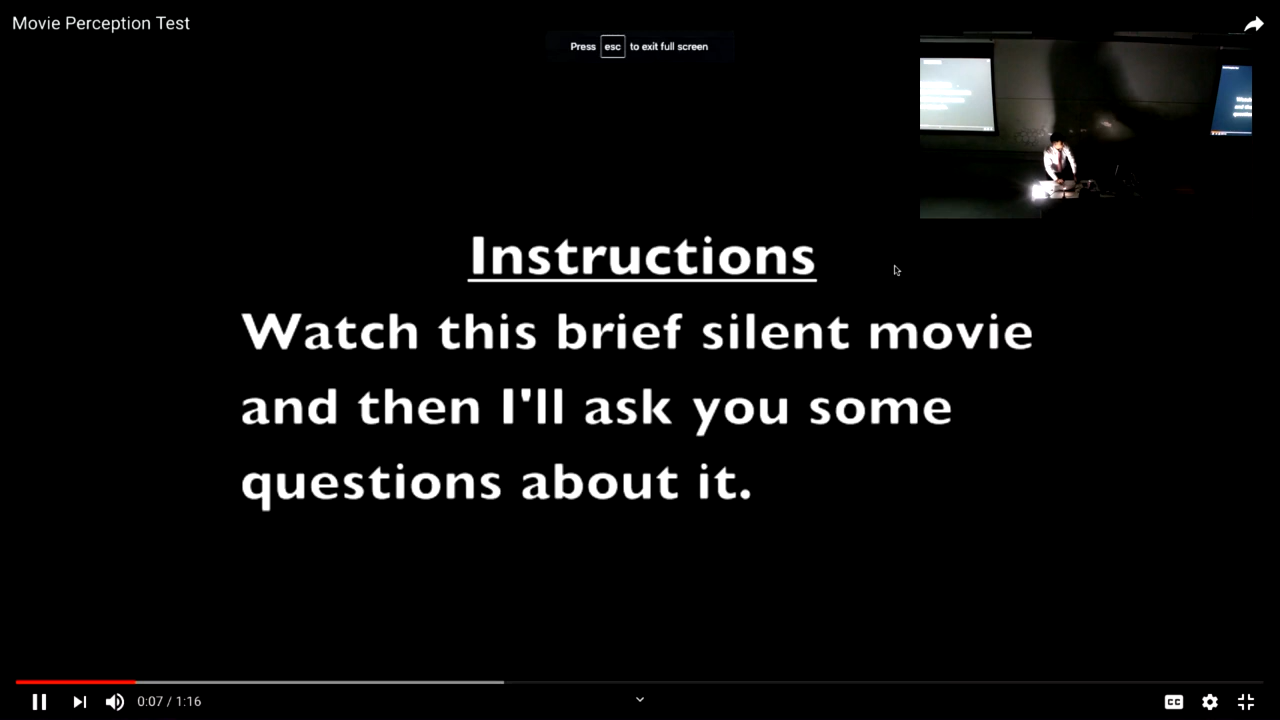 Movie Perception Test
Press esc to exit full screen
Instructions
Watch this brief silent movie
and then I'll ask you some
questions about it.
0:07 / 1:16
CC